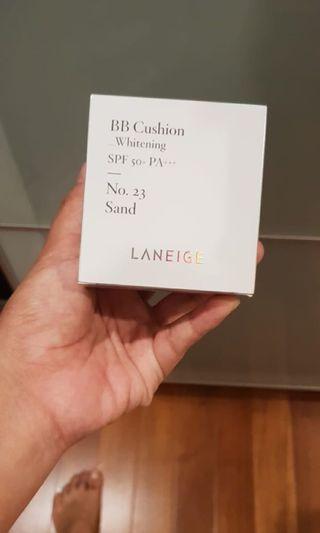 BB Cushion
_Whitening
SPF 50+ PA+++
No. 23
Sand
LANEIGE